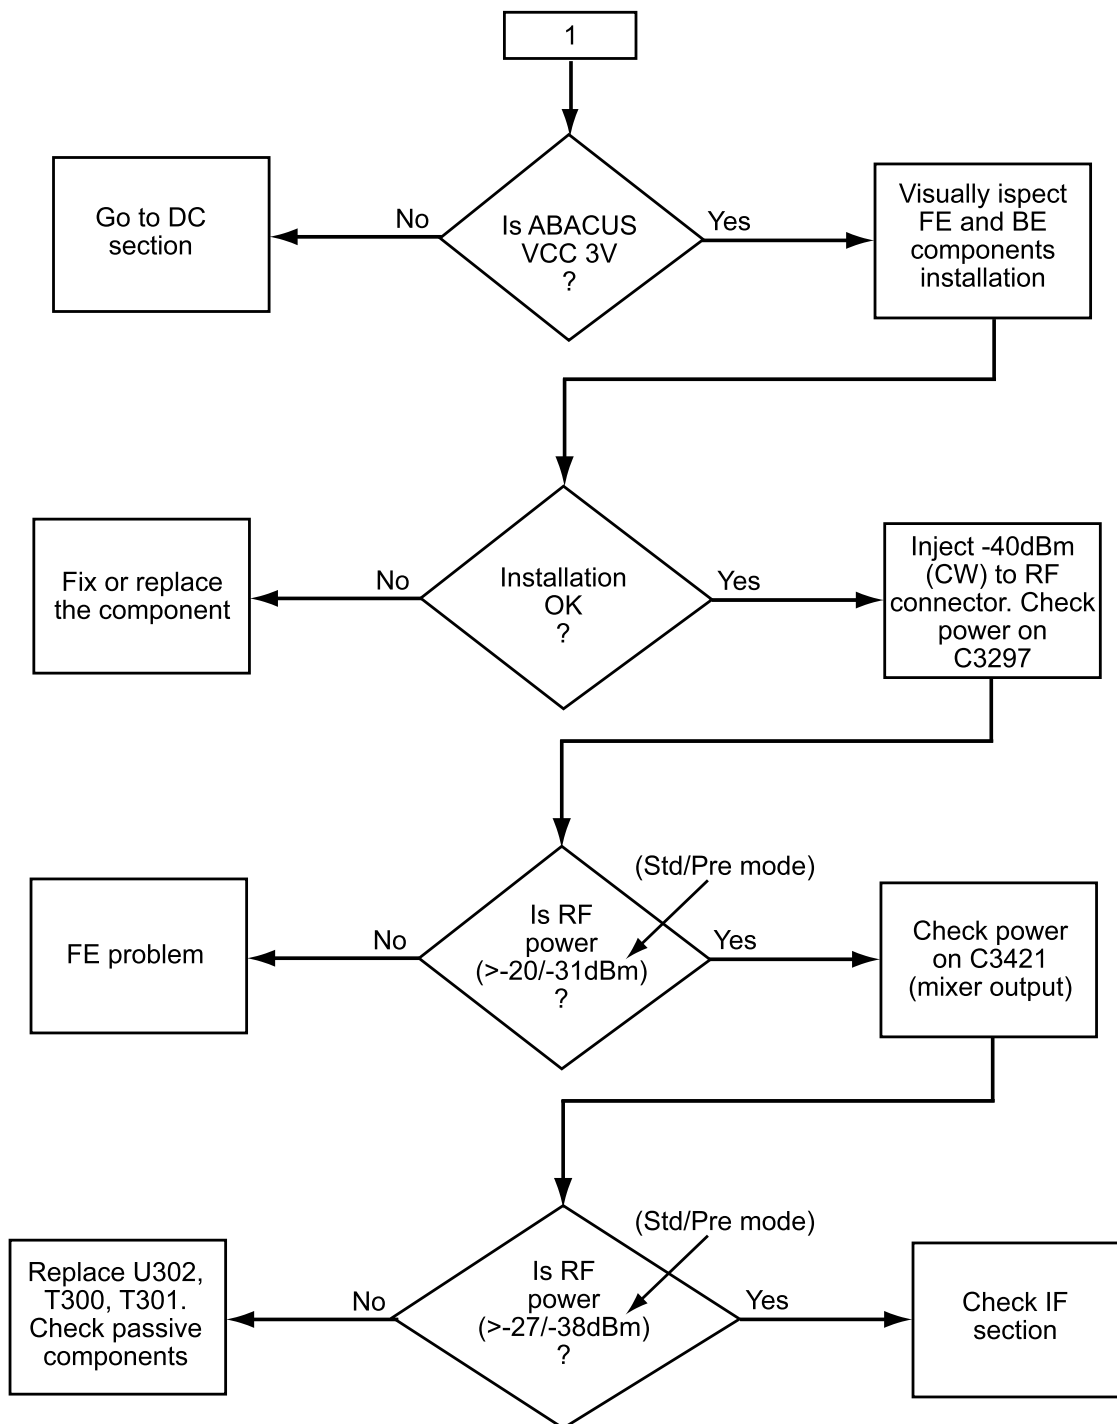 1
Go to DC
section
No
Is ABACUS
VCC 3V
?
Yes
Visually ispect
FE and BE
components
installation
Fix or replace
the component
No
Installation
OK
?
Yes
Inject -40dBm
(CW) to RF
connector. Check
power on
C3297
FE problem
No
(Std/Pre mode)
Is RF
power
(>-20/-31dBm)
?
Yes
Check power
on C3421
(mixer output)
Replace U302,
T300, T301.
Check passive
components
No
(Std/Pre mode)
Is RF
power
(>-27/-38dBm)
?
Yes
Check IF
section